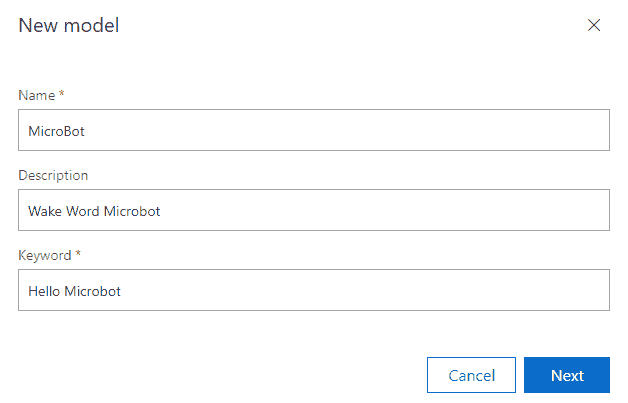 New model
Name *
MicroBot
Description
Wake Word Microbot
Keyword *
Hello Microbot
Cancel
Next